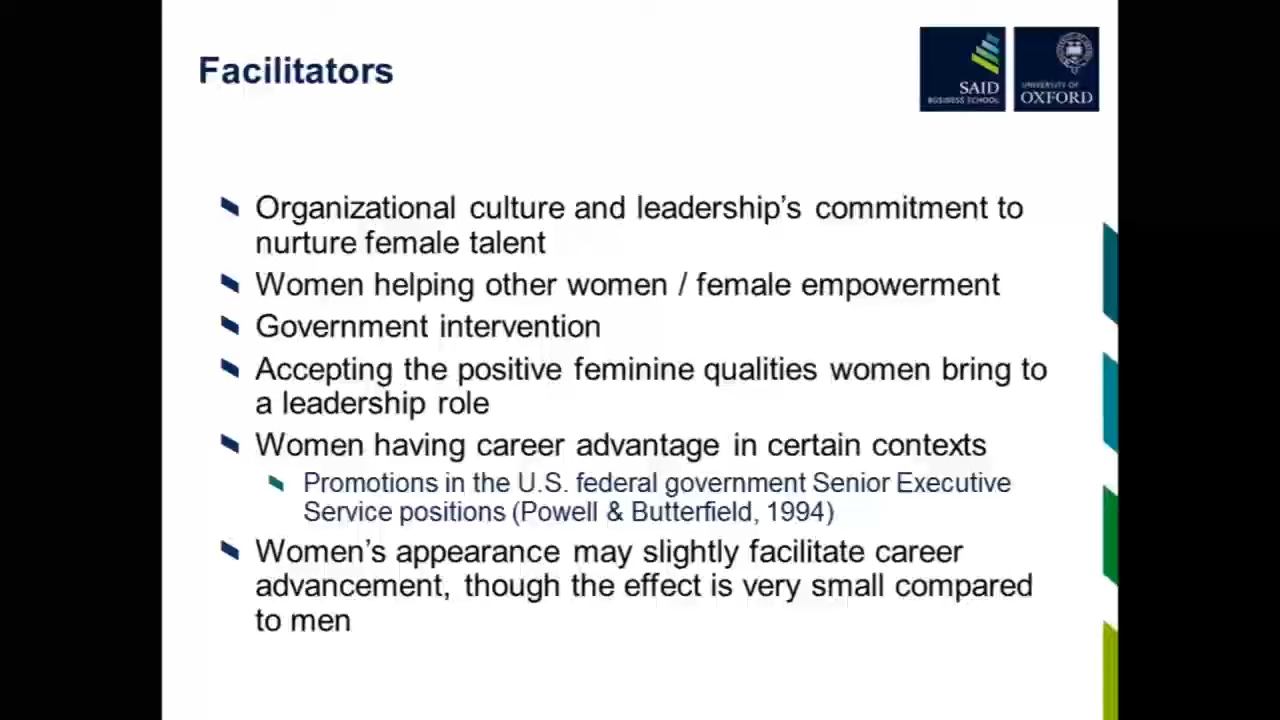 Facilitators
SAÏD
BUSINESS SCHOOL
UNIVERSITY OF
OXFORD
Organizational culture and leadership's commitment to
nurture female talent
Women helping other women / female empowerment
Government intervention
Accepting the positive feminine qualities women bring to
a leadership role
Women having career advantage in certain contexts
Promotions in the U.S. federal government Senior Executive
Service positions (Powell & Butterfield, 1994)
Women's appearance may slightly facilitate career
advancement, though the effect is very small compared
to men